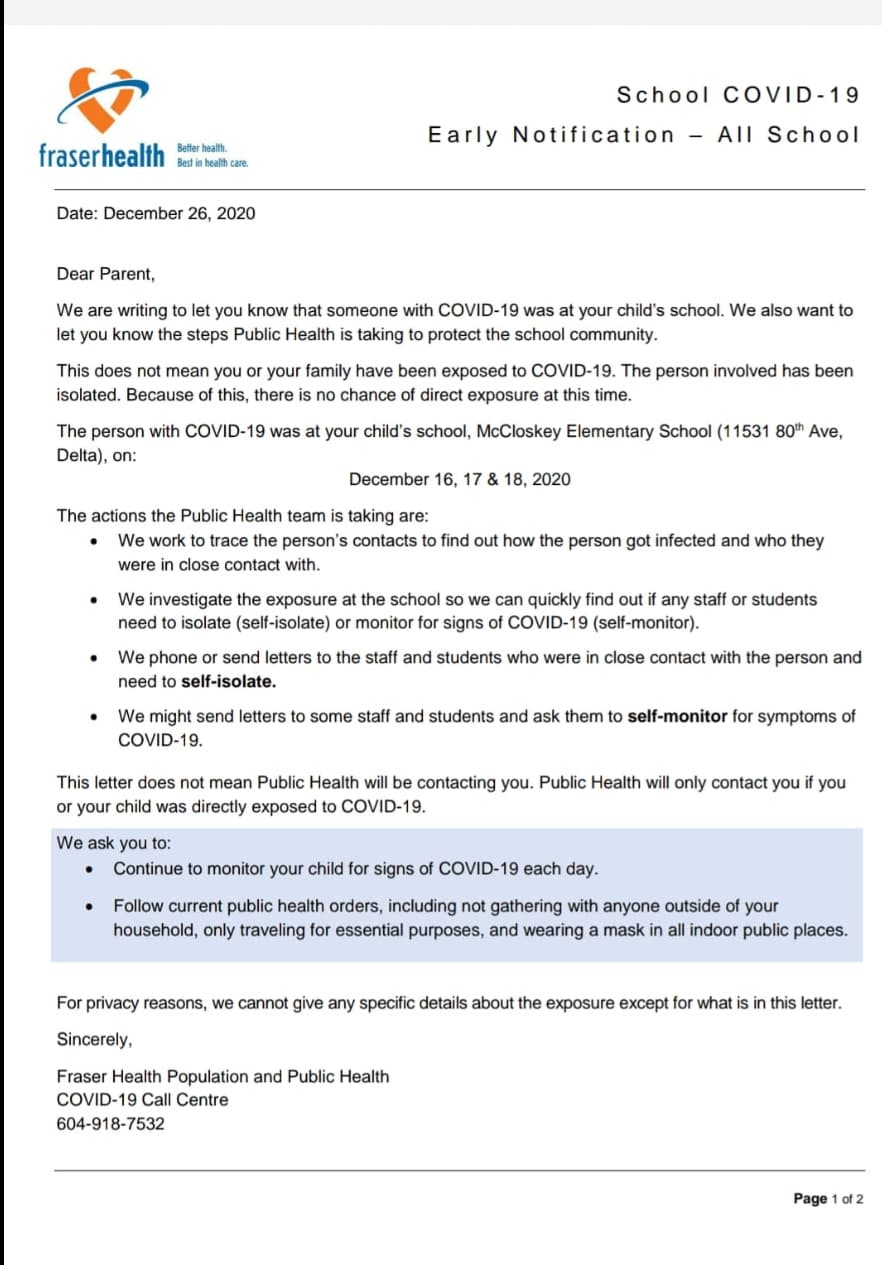 fraserhealth
Better health.
Best in health care.
School COVID-19
Early Notification – All School
Date: December 26, 2020
Dear Parent,
We are writing to let you know that someone with COVID-19 was at your child's school. We also want to
let you know the steps Public Health is taking to protect the school community.
This does not mean you or your family have been exposed to COVID-19. The person involved has been
isolated. Because of this, there is no chance of direct exposure at this time.
The person with COVID-19 was at your child's school, McCloskey Elementary School (11531 80th Ave,
Delta), on:
December 16, 17 & 18, 2020
The actions the Public Health team is taking are:
• We work to trace the person's contacts to find out how the person got infected and who they
were in close contact with.
• We investigate the exposure at the school so we can quickly find out if any staff or students
need to isolate (self-isolate) or monitor for signs of COVID-19 (self-monitor).
• We phone or send letters to the staff and students who were in close contact with the person and
need to self-isolate.
• We might send letters to some staff and students and ask them to self-monitor for symptoms of
COVID-19.
This letter does not mean Public Health will be contacting you. Public Health will only contact you if you
or your child was directly exposed to COVID-19.
We ask you to:
• Continue to monitor your child for signs of COVID-19 each day.
• Follow current public health orders, including not gathering with anyone outside of your
household, only traveling for essential purposes, and wearing a mask in all indoor public places.
For privacy reasons, we cannot give any specific details about the exposure except for what is in this letter.
Sincerely,
Fraser Health Population and Public Health
COVID-19 Call Centre
604-918-7532
Page 1 of 2